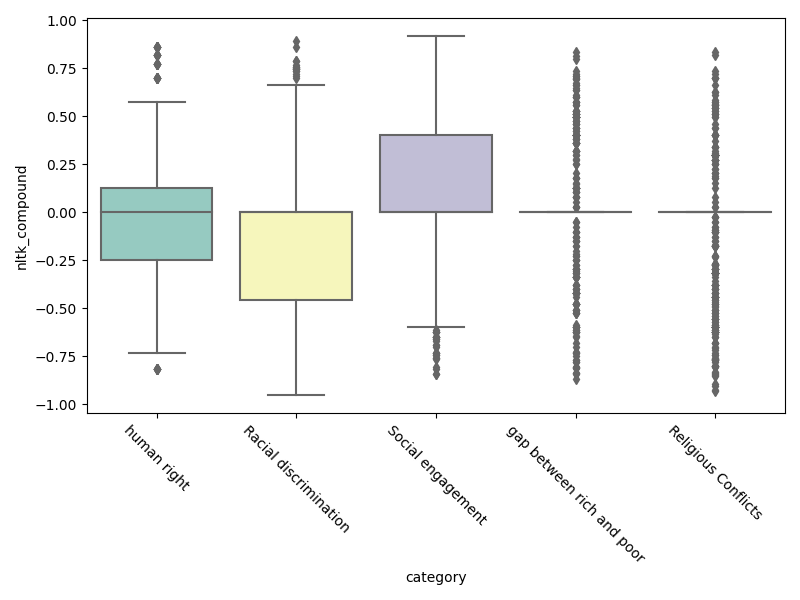 1.00
0.75
0.50
0.25
0.00
−0.25
−0.50
−0.75
−1.00
nltk_compound
human right
Racial discrimination
Social engagement
gap between rich and poor
Religious Conflicts
category